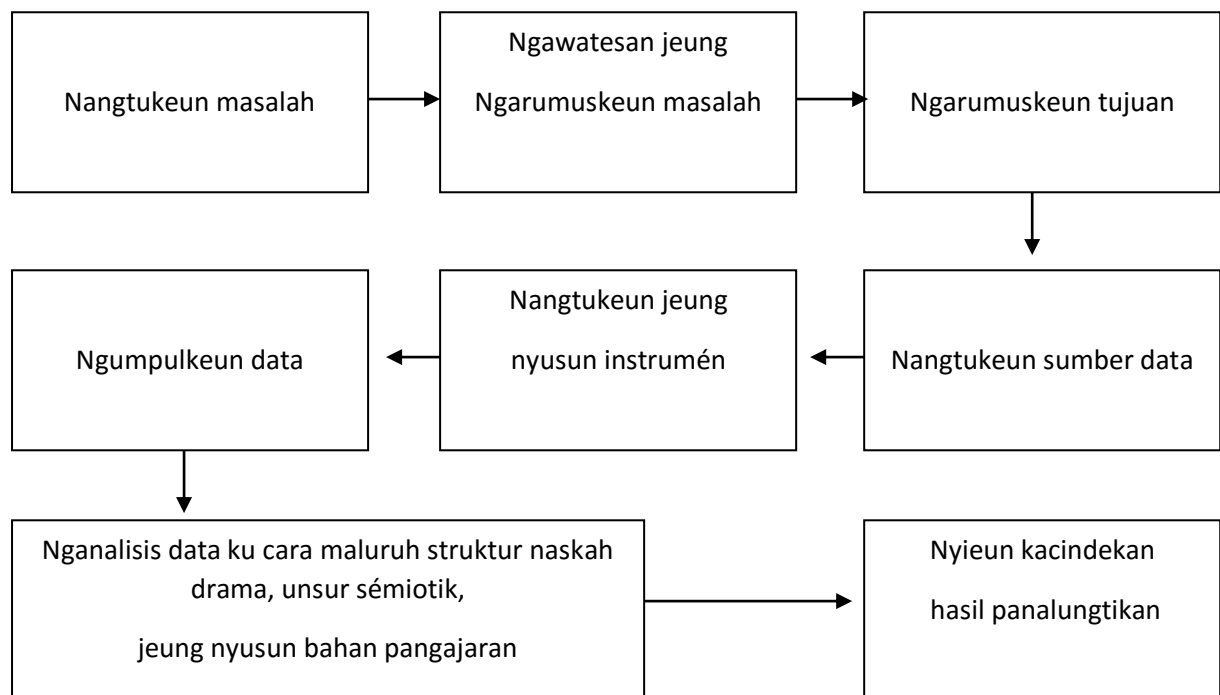 Nangtukeun masalah
Ngawatesan jeung
Ngarumuskeun masalah
Ngarumuskeun tujuan
Nangtukeun sumber data
Nangtukeun jeung
nyusun instrumén
Ngumpulkeun data
Nganalisis data ku cara maluruh struktur naskah
drama, unsur sémiotik,
jeung nyusun bahan pangajaran
Nyieun kacindekan
hasil panalungtikan